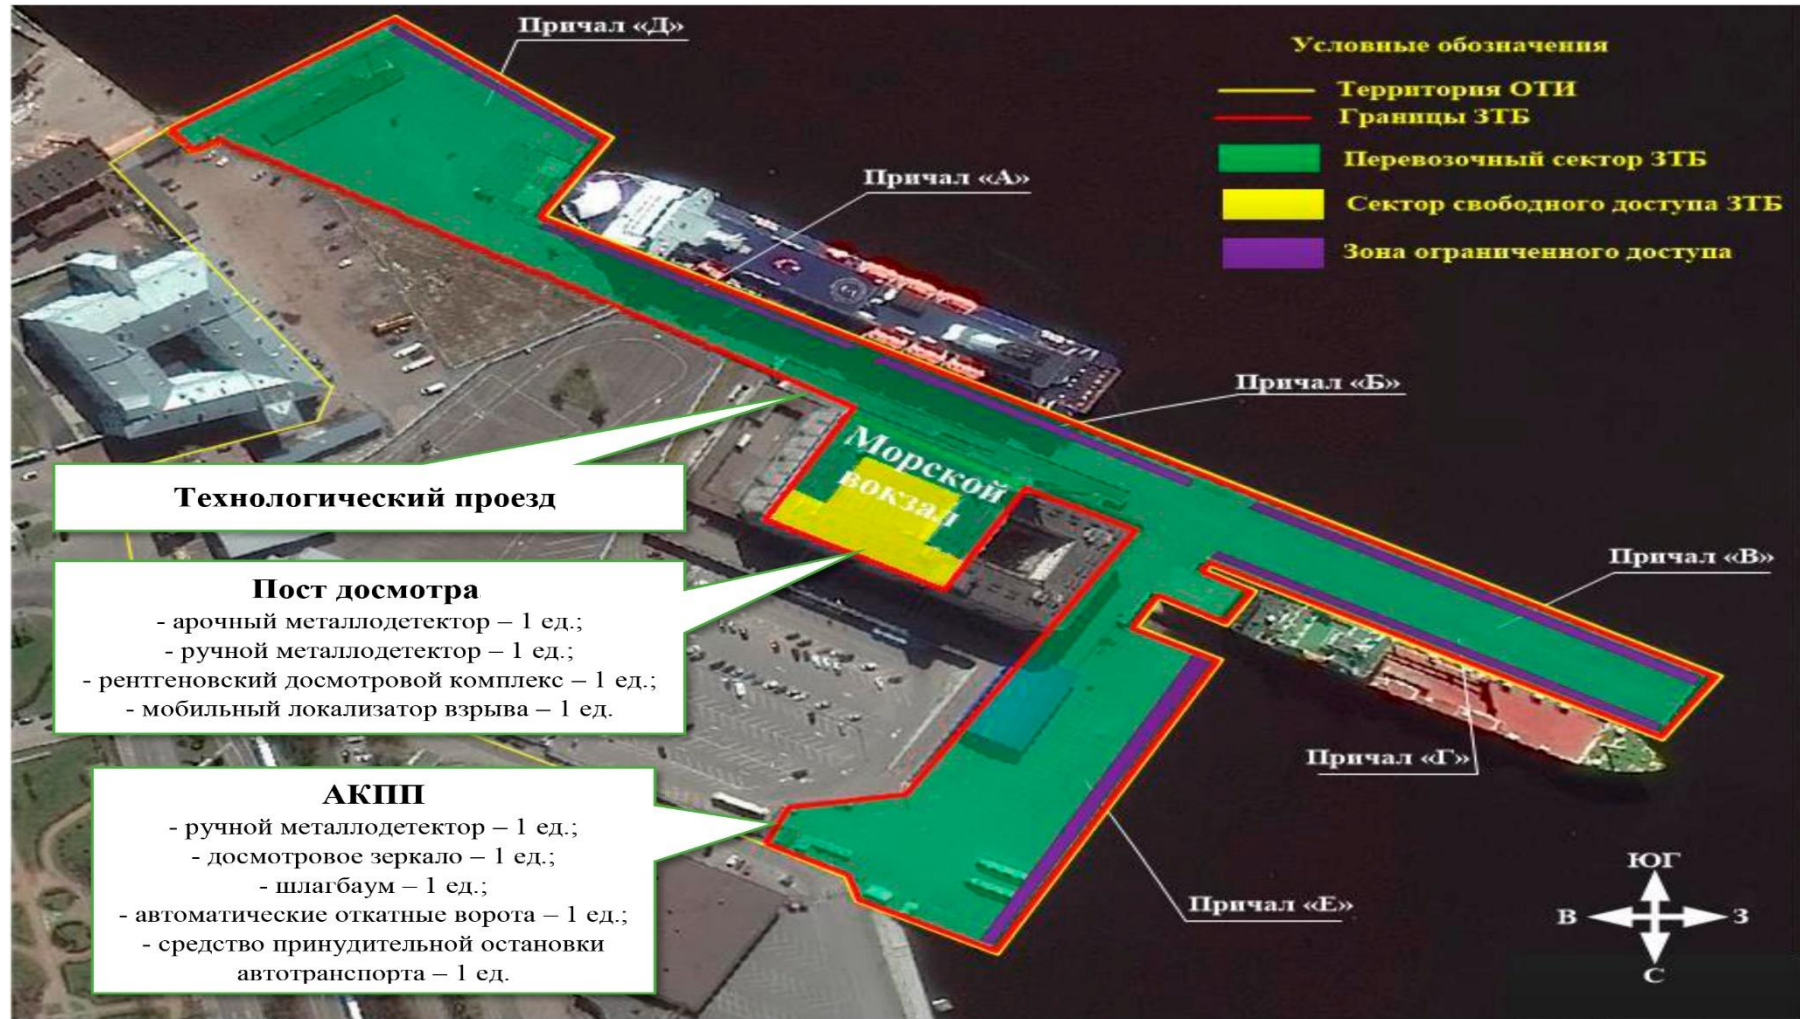 Причал «Д»
Условные обозначения
Территория ОТИ
Границы ЗТБ
Перевозочный сектор ЗТБ
Сектор свободного доступа ЗТБ
Зона ограниченного доступа
Причал «А»
Причал «Б»
Морской
вокзал
Технологический проезд
Причал «В»
Пост досмотра
- арочный металлодетектор – 1 ед.;
- ручной металлодетектор – 1 ед.;
- рентгеновский досмотровой комплекс – 1 ед.;
- мобильный локализатор взрыва – 1 ед.
Причал «Г»
АКПП
- ручной металлодетектор – 1 ед.;
- досмотровое зеркало – 1 ед.;
- шлагбаум – 1 ед.;
- автоматические откатные ворота – 1 ед.;
- средство принудительной остановки
автотранспорта – 1 ед.
Причал «Е»
ЮГ
В
З
С